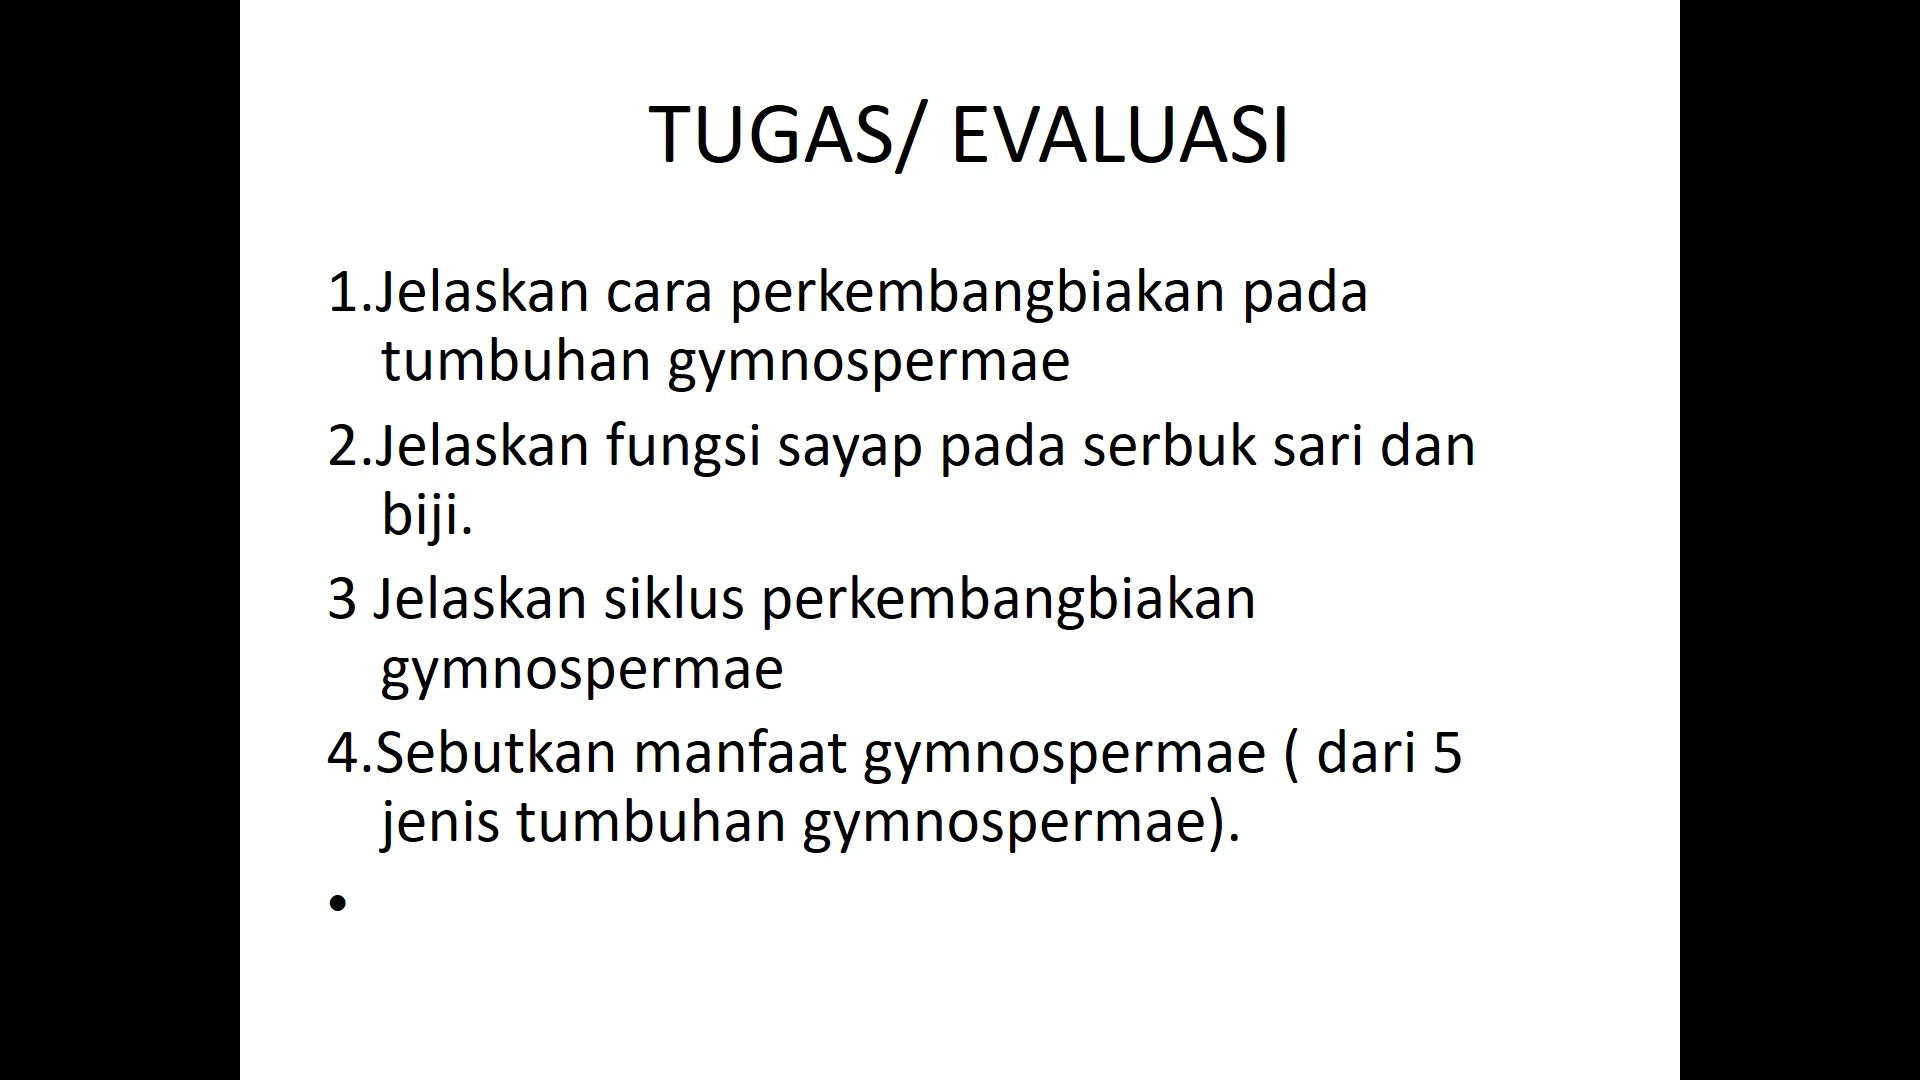 TUGAS/ EVALUASI
1.Jelaskan cara perkembangbiakan pada
tumbuhan gymnospermae
2.Jelaskan fungsi sayap pada serbuk sari dan
biji.
3 Jelaskan siklus perkembangbiakan
gymnospermae
4.Sebutkan manfaat gymnospermae ( dari 5
jenis tumbuhan gymnospermae).
•